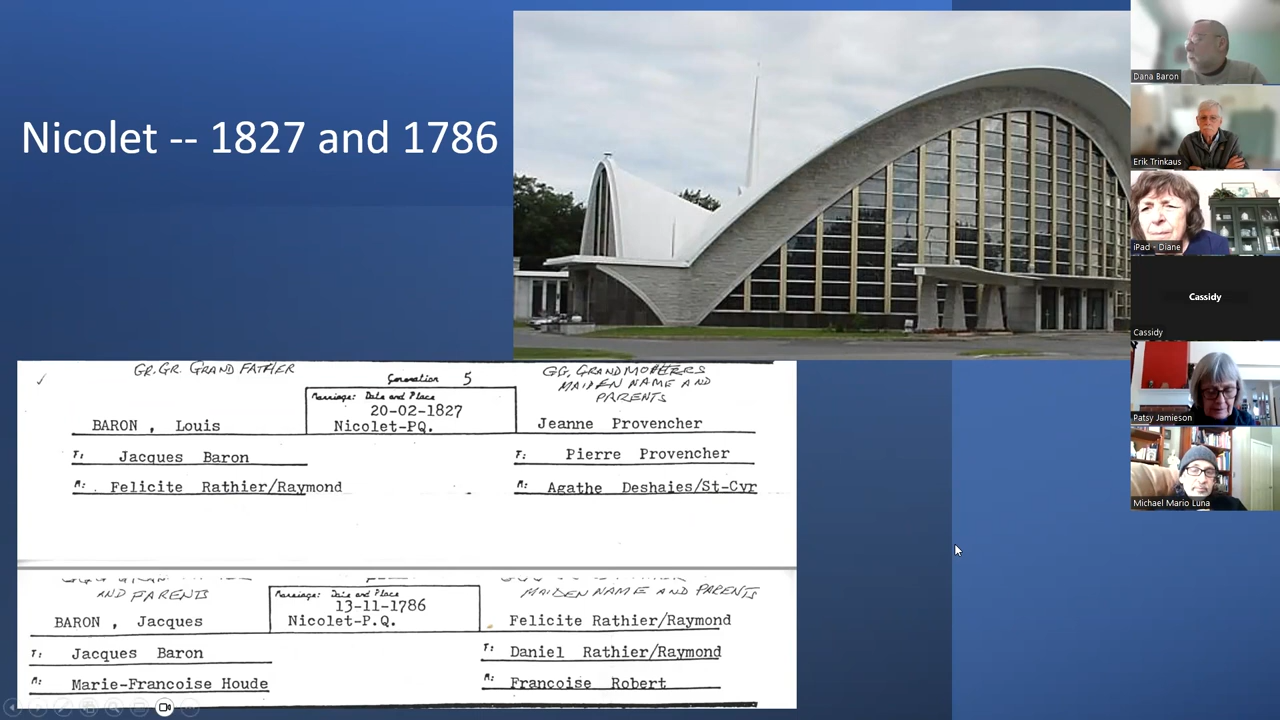 Nicolet -- 1827 and 1786
GR. GR. GRAND FATHER
Generation 5
GG. GRANDMOTHERS
MAIDEN NAME AND
PARENTS
Marriage: Date and Place
20-02-1827
Nicolet-PQ.
BARON , Louis
Jeanne Provencher
F: Jacques Baron
F: Pierre Provencher
M: Felicite Rathier/Raymond
M: Agathe Deshaies/St-Cyr
AND PARENTS
MAIDEN NAME AND PARENTS
Marriage: Date and Place
13-11-1786
Nicolet-P.Q.
BARON , Jacques
Felicite Rathier/Raymond
F: Jacques Baron
F: Daniel Rathier/Raymond
M: Marie-Francoise Houde
M: Francoise Robert
Dana Baron
Erik Trinkaus
iPad - Diane
Cassidy
Cassidy
Patsy Jamieson
Michael Mario Luna